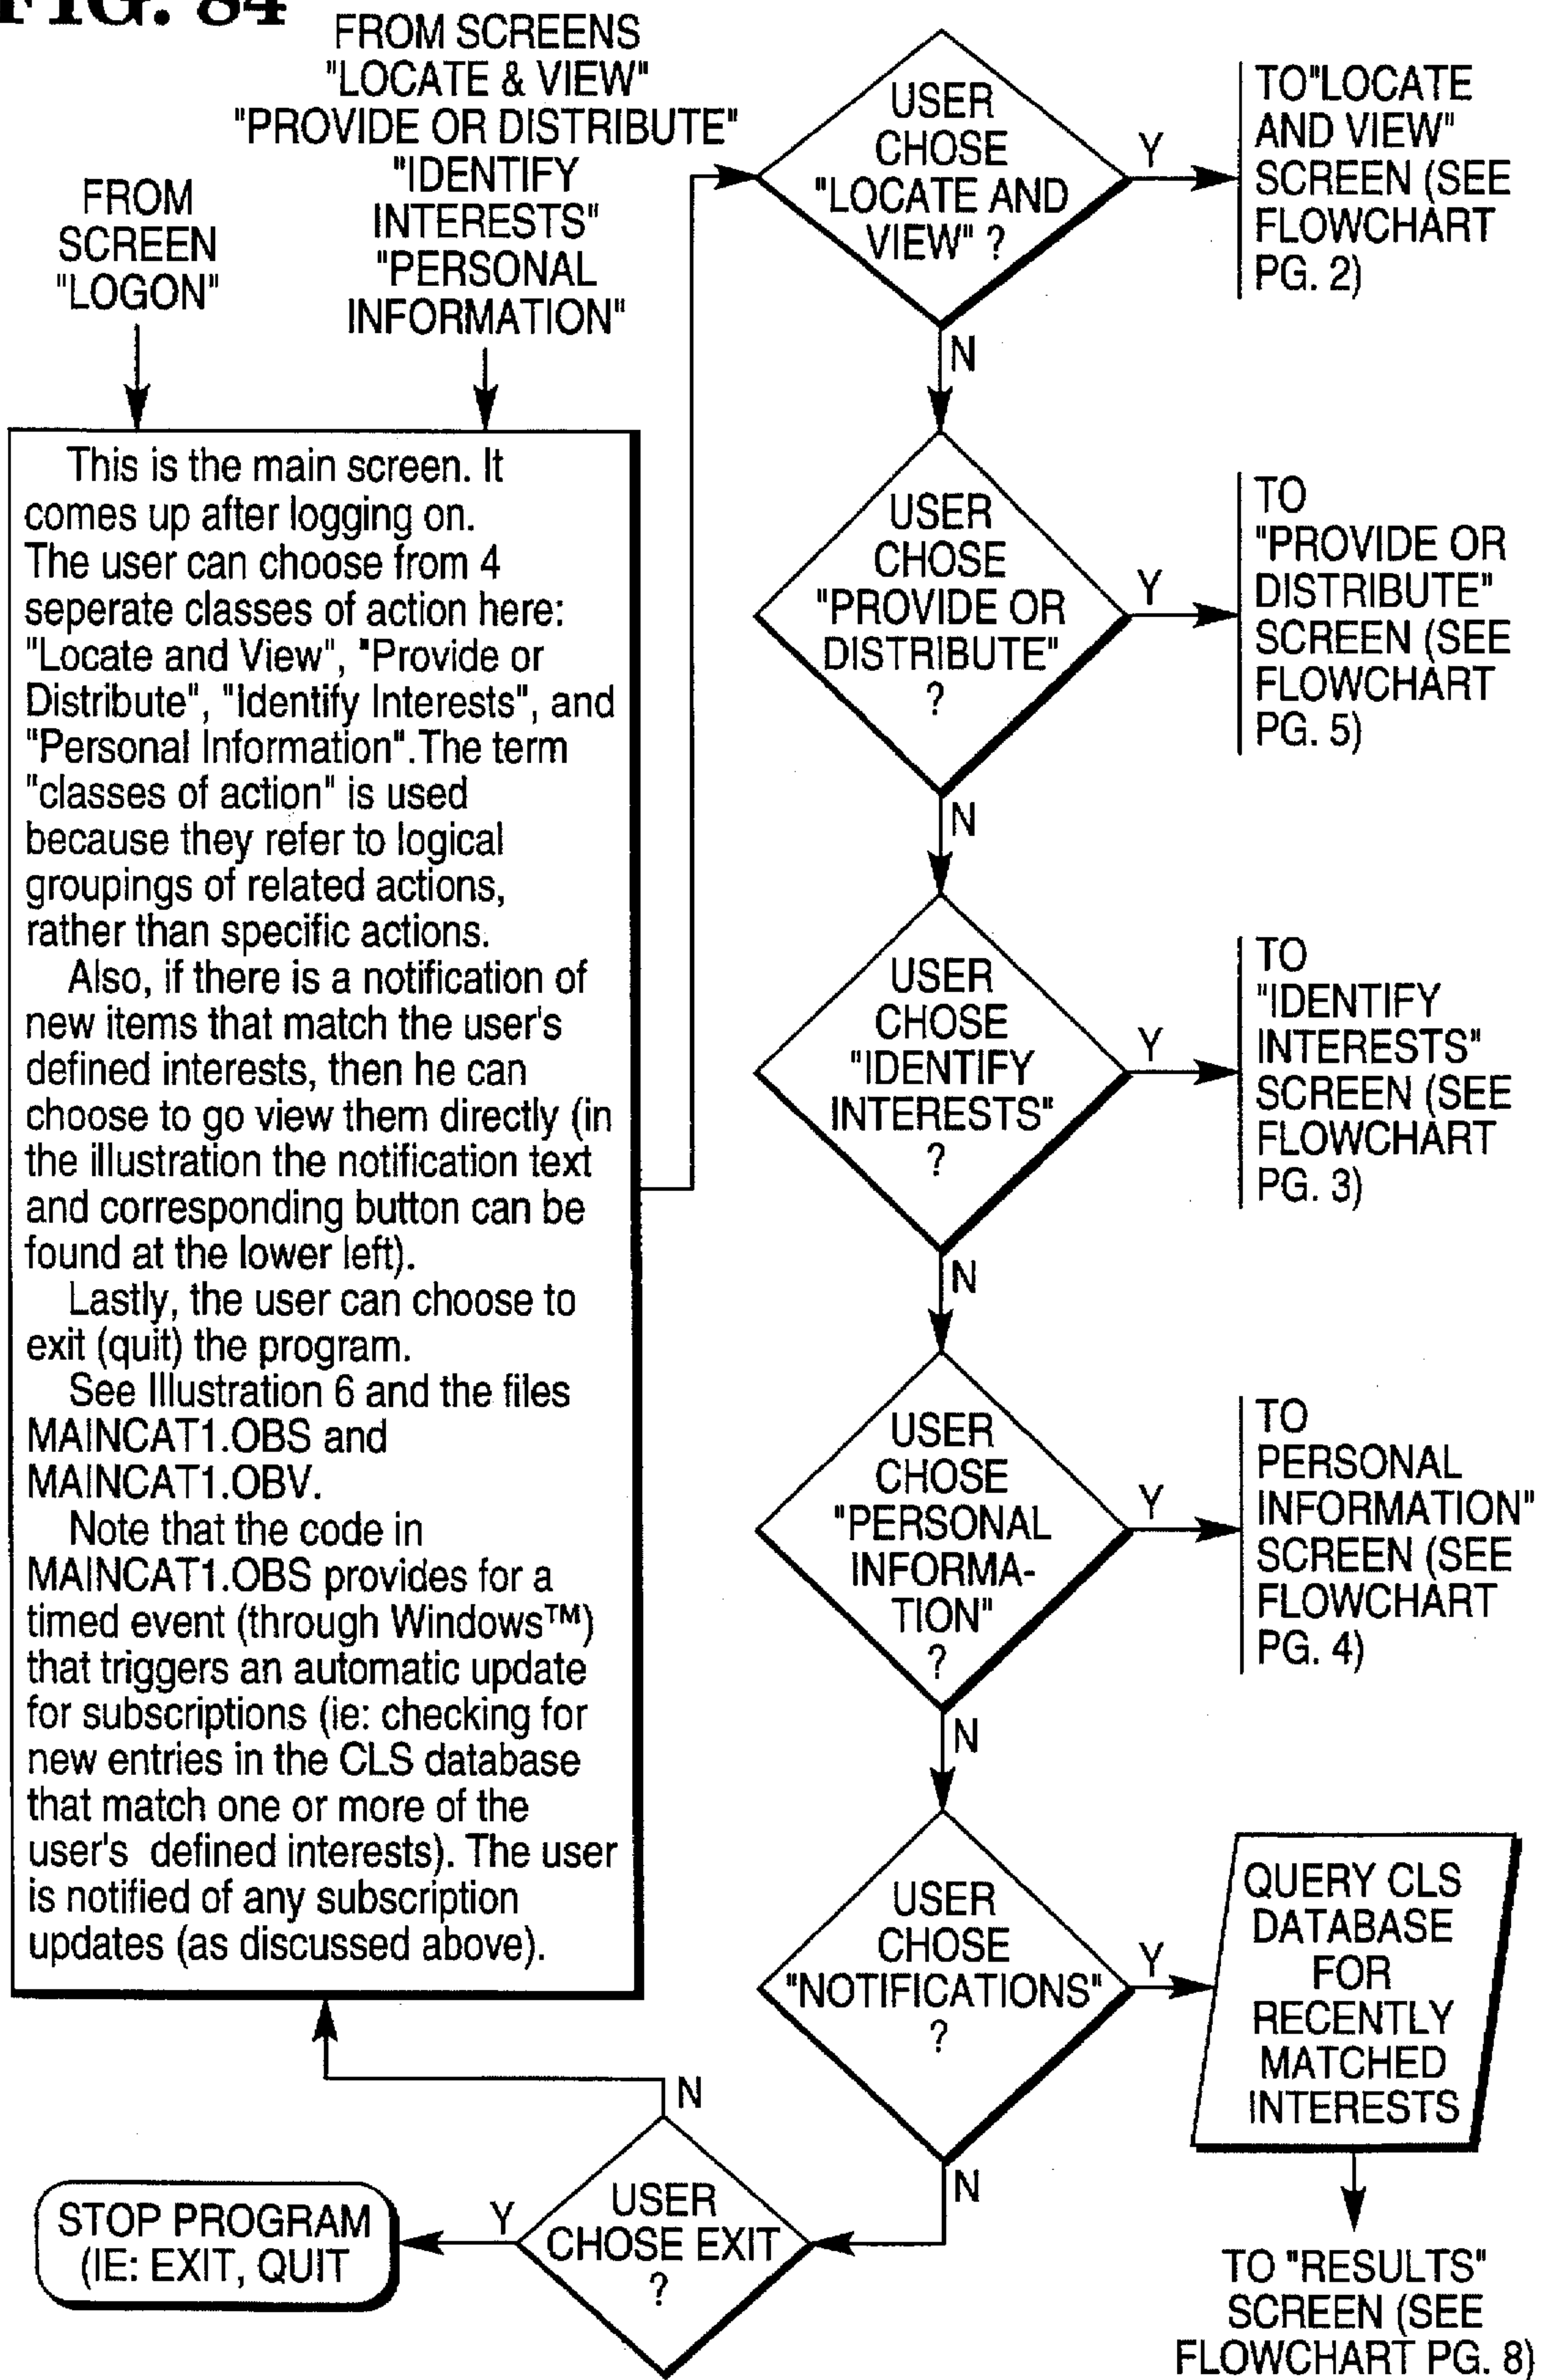 FIG. 84
FROM SCREENS
"LOCATE & VIEW"
"PROVIDE OR DISTRIBUTE"
"IDENTIFY
INTERESTS"
"PERSONAL
INFORMATION"
FROM
SCREEN
"LOGON"
This is the main screen. It
comes up after logging on.
The user can choose from 4
seperate classes of action here:
"Locate and View", "Provide or
Distribute", "Identify Interests", and
"Personal Information".The term
"classes of action" is used
because they refer to logical
groupings of related actions,
rather than specific actions.
Also, if there is a notification of
new items that match the user's
defined interests, then he can
choose to go view them directly (in
the illustration the notification text
and corresponding button can be
found at the lower left).
Lastly, the user can choose to
exit (quit) the program.
See Illustration 6 and the files
MAINCAT1.OBS and
MAINCAT1.OBV.
Note that the code in
MAINCAT1.OBS provides for a
timed event (through Windows™)
that triggers an automatic update
for subscriptions (ie: checking for
new entries in the CLS database
that match one or more of the
user's defined interests). The user
is notified of any subscription
updates (as discussed above).
USER
CHOSE
"LOCATE AND
VIEW" ?
Y
TO"LOCATE
AND VIEW"
SCREEN (SEE
FLOWCHART
PG. 2)
N
USER
CHOSE
"PROVIDE OR
DISTRIBUTE"
?
Y
TO
"PROVIDE OR
DISTRIBUTE"
SCREEN (SEE
FLOWCHART
PG. 5)
N
USER
CHOSE
"IDENTIFY
INTERESTS"
?
Y
TO
"IDENTIFY
INTERESTS"
SCREEN (SEE
FLOWCHART
PG. 3)
N
USER
CHOSE
"PERSONAL
INFORMA-
TION"
?
Y
TO
PERSONAL
INFORMATION"
SCREEN (SEE
FLOWCHART
PG. 4)
N
USER
CHOSE
"NOTIFICATIONS"
?
Y
QUERY CLS
DATABASE
FOR
RECENTLY
MATCHED
INTERESTS
TO "RESULTS"
SCREEN (SEE
FLOWCHART PG. 8)
N
USER
CHOSE EXIT
?
N
Y
STOP PROGRAM
(IE: EXIT, QUIT